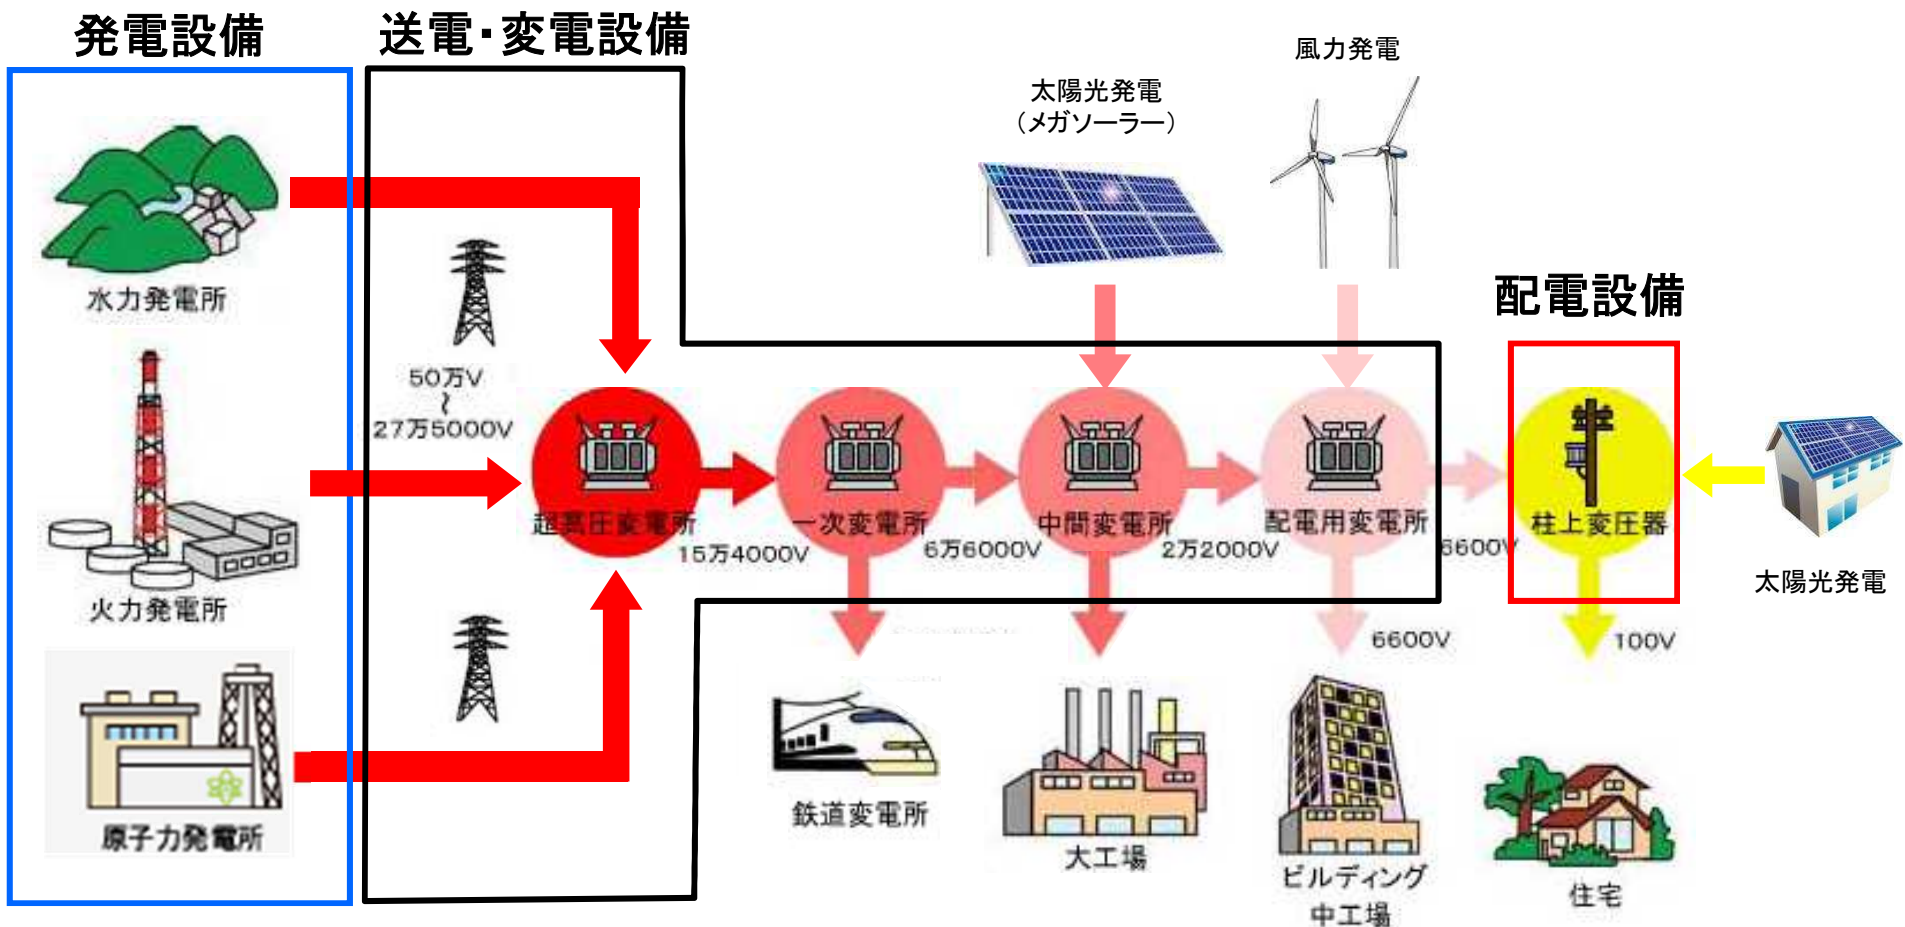 発電設備
送電・変電設備
風力発電
太陽光発電
（メガソーラー）
水力発電所
配電設備
50万V
～
27万5000V
超高圧変電所
一次変電所
中間変電所
配電用変電所
柱上変圧器
15万4000V
6万6000V
2万2000V
6600V
太陽光発電
火力発電所
6600V
100V
鉄道変電所
原子力発電所
大工場
ビルディング
中工場
住宅